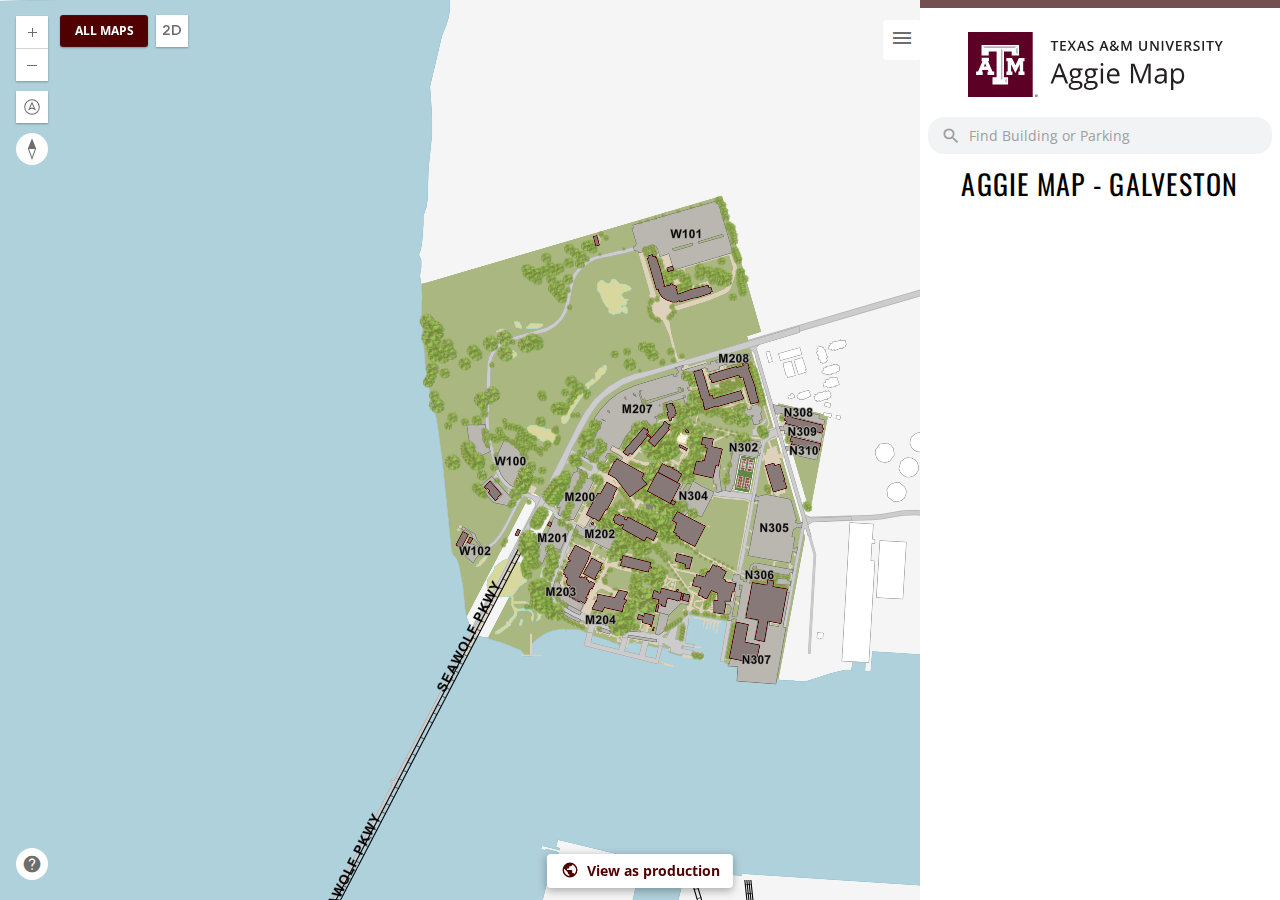 +
ALL MAPS
2D
−
TEXAS A&M UNIVERSITY
Aggie Map
Find Building or Parking
AGGIE MAP - GALVESTON
W101
M208
M207
N308
N309
N302
N310
W100
M200
N304
N305
M201
M202
W102
N306
M203
M204
N307
SEAWOLF PKWY
WOLF PKWY
View as production